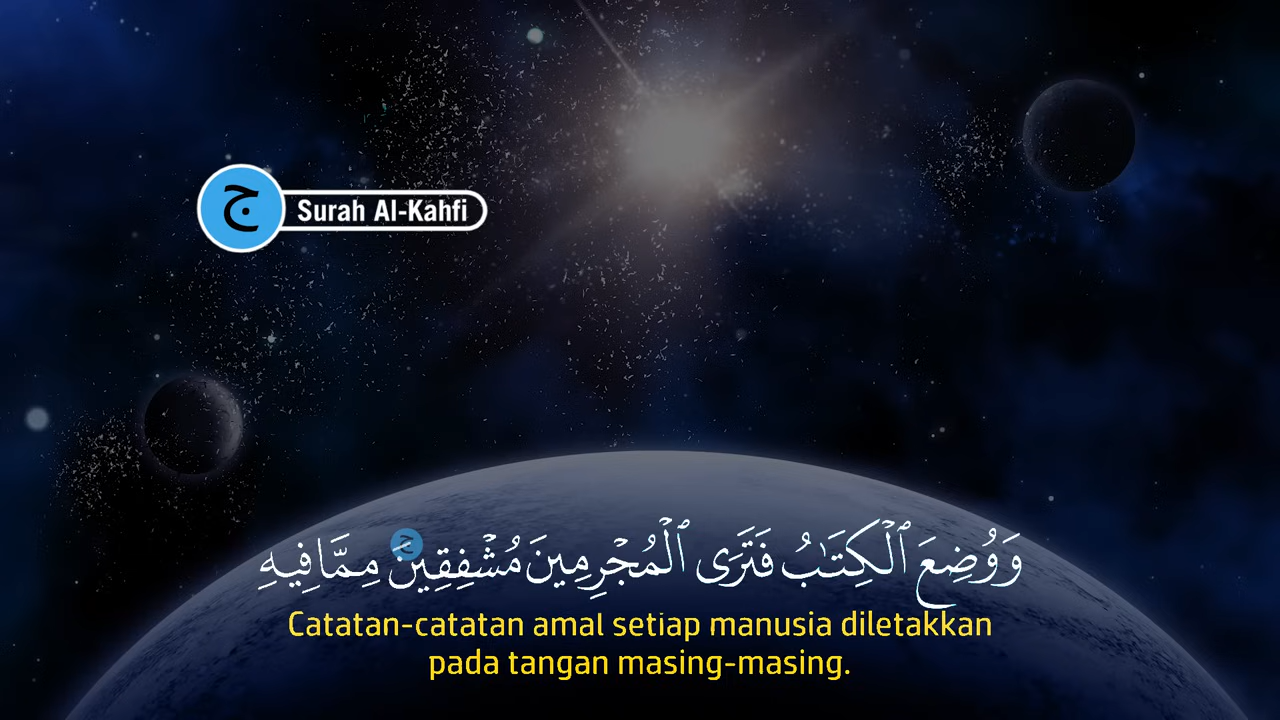 ج
Surah Al-Kahfi
وَوُضِعَ ٱلْكِتَـٰبُ فَتَرَى ٱلْمُجْرِمِينَ مُشْفِقِينَ ج مِمَّا فِيهِ
Catatan-catatan amal setiap manusia diletakkan
pada tangan masing-masing.